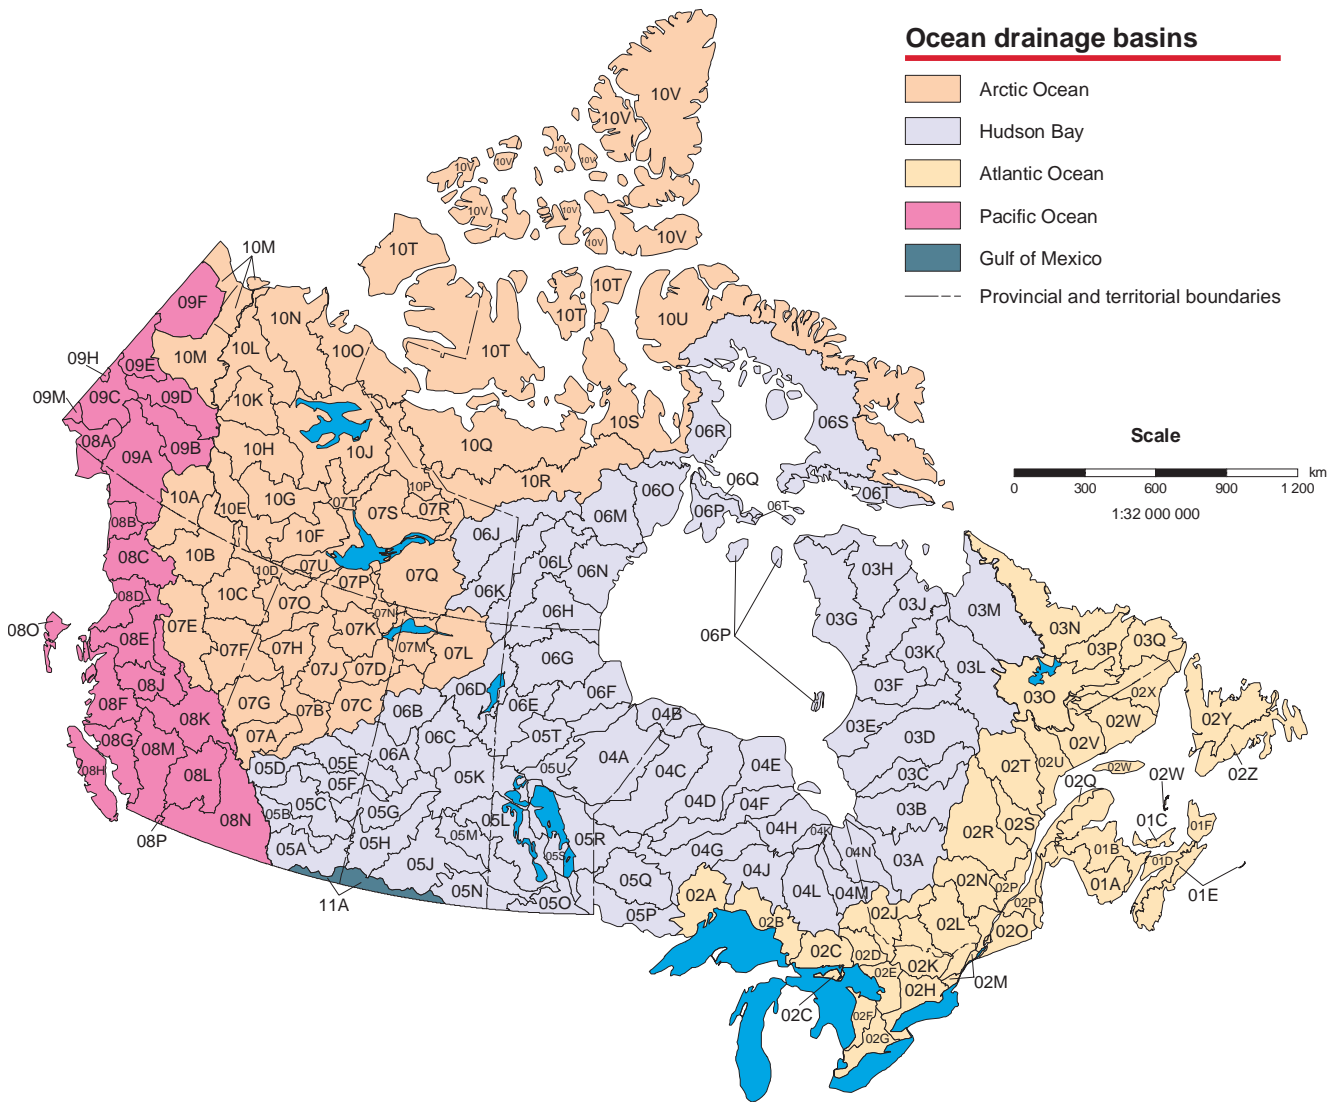 Ocean drainage basins
Arctic Ocean
Hudson Bay
Atlantic Ocean
Pacific Ocean
Gulf of Mexico
Provincial and territorial boundaries
Scale
0 300 600 900 1200 km
1:32 000 000
10V
10V
10V
10V
10V
10V
10V
10V
10V
10V
10T
10M
09F
10T
10T
10T
10U
10N
10L
10O
10M
09H
09E
09M
09C
09D
10K
10S
06R
06S
08A
09A
09B
10H
10J
10Q
10R
06O
06Q
06P
06T
06T
10A
10E
10G
10P
07T
07S
07R
06M
08B
10F
06J
08C
10B
07U
10D
07P
07Q
06L
06N
03H
08D
10C
07O
07N
06K
06H
03J
03M
03G
08O
08E
07E
07F
07H
07K
07M
07L
06P
03N
03Q
03P
03K
03L
06G
07J
07D
08J
03F
03O
02X
06D
06F
06E
08F
07G
07B
07C
06B
08K
04B
02W
02Y
03E
03D
08G
08M
07A
06C
05T
06A
02V
08H
08L
05D
05E
05F
05K
05U
04A
04C
04E
03C
02T
02U
02W
02Q
02W
02Z
05C
05B
05G
04D
04F
03B
08N
08P
05L
05M
05R
04H
04K
02R
02S
01C
01F
05A
05H
05J
05S
04G
04N
03A
01B
01D
05N
05Q
04J
04L
04M
02N
02P
02P
01A
01E
11A
05O
05P
02A
02B
02J
02L
02O
02C
02D
02E
02K
02H
02M
02C
02F
02G